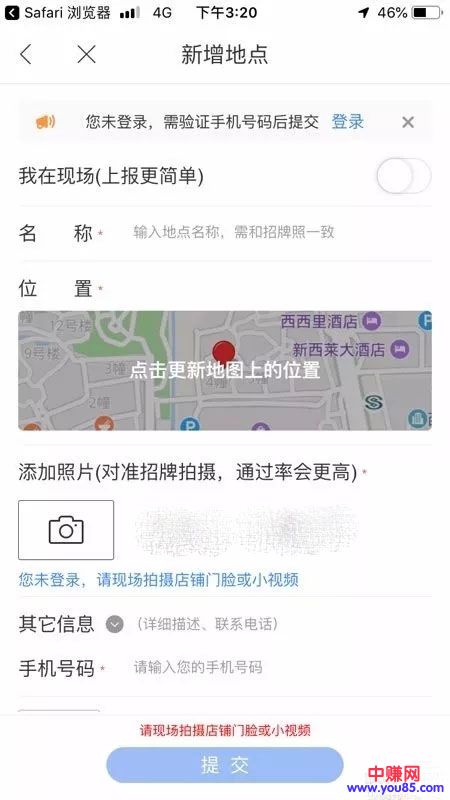 Safari 浏览器 4G 下午3:20 46%
新增地点
您未登录，需验证手机号码后提交 登录
我在现场(上报更简单)
名 称* 输入地点名称，需和招牌照一致
位 置*
12号楼 西西里酒店 P
9号楼 3幢 新西莱大酒店
点击更新地图上的位置
4幢
2幢 P
添加照片(对准招牌拍摄，通过率会更高)*
您未登录，请现场拍摄店铺门脸或小视频
其它信息 （详细描述、联系电话）
手机号码* 请输入您的手机号码
请现场拍摄店铺门脸或小视频
提 交
中赚网
www.you85.com